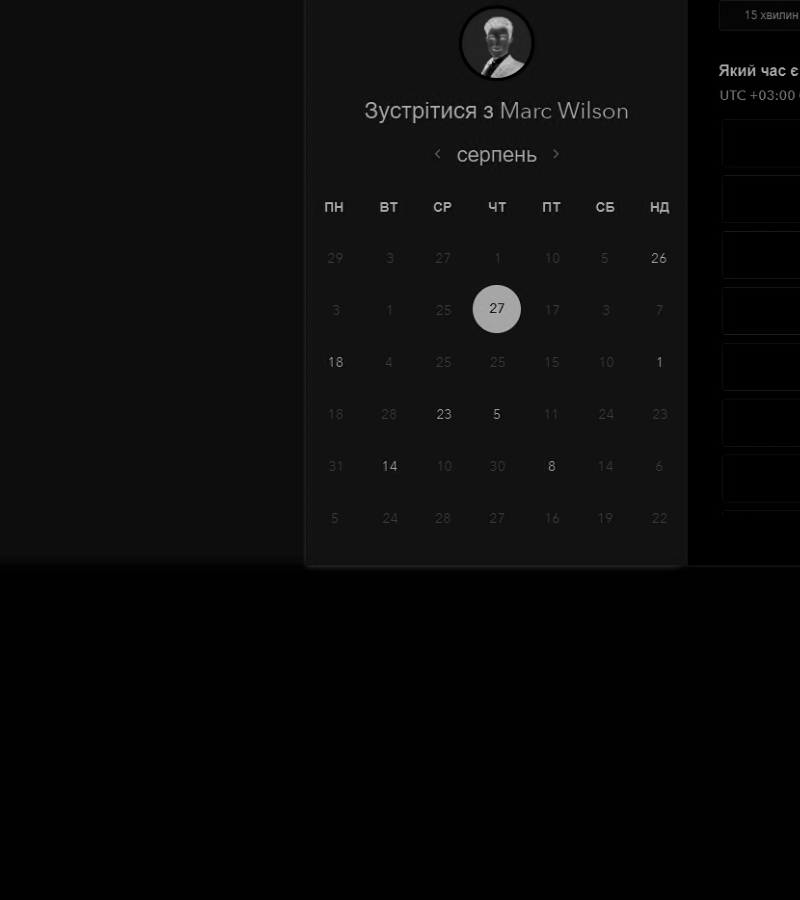 15 хвилин
Зустрітися з Marc Wilson
серпень
ПН ВТ СР ЧТ ПТ СБ НД
29 3 27 1 10 5 26
3 1 25 27 17 3 7
18 4 25 25 15 10 1
18 28 23 5 11 24 23
31 14 10 30 8 14 6
5 24 28 27 16 19 22
Який час є
UTC +03:00